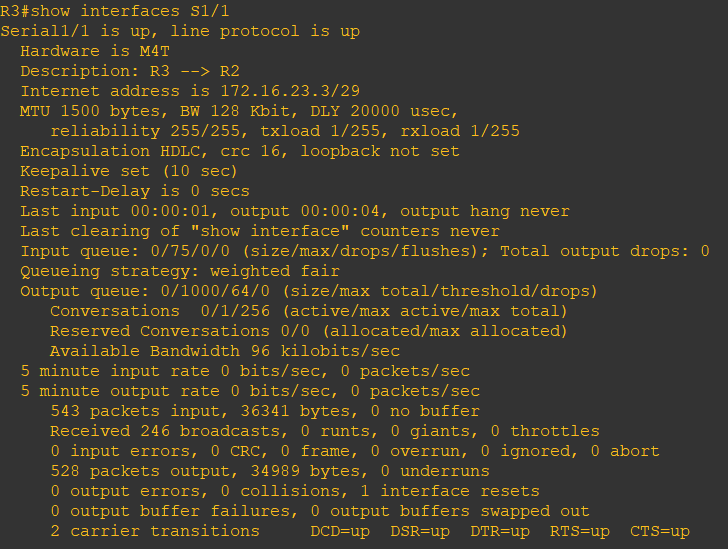 R3#show interfaces S1/1
Serial1/1 is up, line protocol is up
Hardware is M4T
Description: R3 --> R2
Internet address is 172.16.23.3/29
MTU 1500 bytes, BW 128 Kbit, DLY 20000 usec,
reliability 255/255, txload 1/255, rxload 1/255
Encapsulation HDLC, crc 16, loopback not set
Keepalive set (10 sec)
Restart-Delay is 0 secs
Last input 00:00:01, output 00:00:04, output hang never
Last clearing of "show interface" counters never
Input queue: 0/75/0/0 (size/max/drops/flushes); Total output drops: 0
Queueing strategy: weighted fair
Output queue: 0/1000/64/0 (size/max total/threshold/drops)
Conversations  0/1/256 (active/max active/max total)
Reserved Conversations 0/0 (allocated/max allocated)
Available Bandwidth 96 kilobits/sec
5 minute input rate 0 bits/sec, 0 packets/sec
5 minute output rate 0 bits/sec, 0 packets/sec
543 packets input, 36341 bytes, 0 no buffer
Received 246 broadcasts, 0 runts, 0 giants, 0 throttles
0 input errors, 0 CRC, 0 frame, 0 overrun, 0 ignored, 0 abort
528 packets output, 34989 bytes, 0 underruns
0 output errors, 0 collisions, 1 interface resets
0 output buffer failures, 0 output buffers swapped out
2 carrier transitions     DCD=up  DSR=up  DTR=up  RTS=up  CTS=up